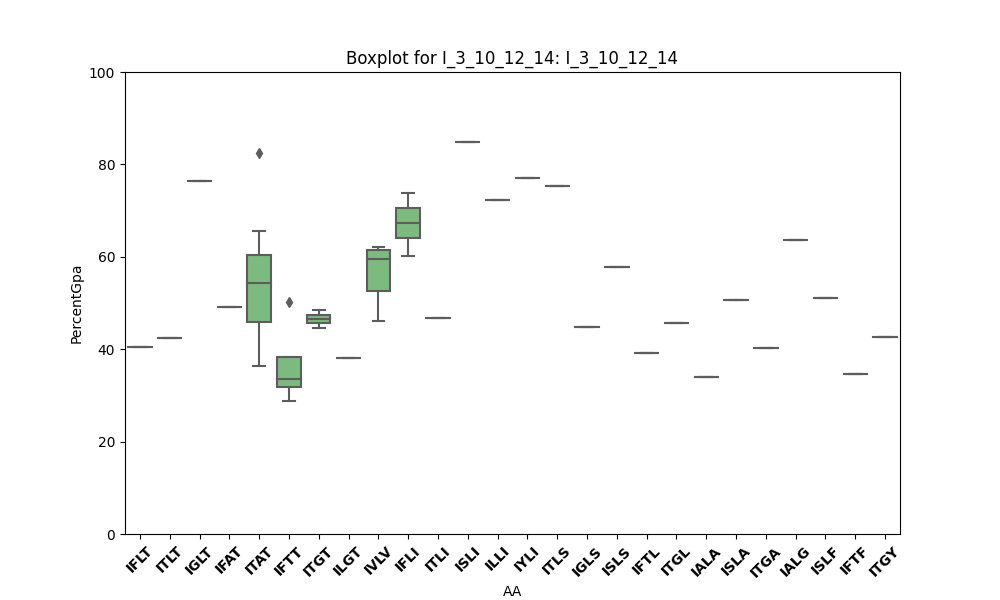 Boxplot for I_3_10_12_14: I_3_10_12_14
100
80
60
40
20
0
PercentGpa
IFLT ITLT IGLT IFAT ITAT IFTT ITGT ILGT IVLV IFLI ITLI ISLI ILLI IYLI ITLS IGLS ISLS IFTL ITGL IALA ISLA ITGA IALG ISLF IFTF ITGY
AA